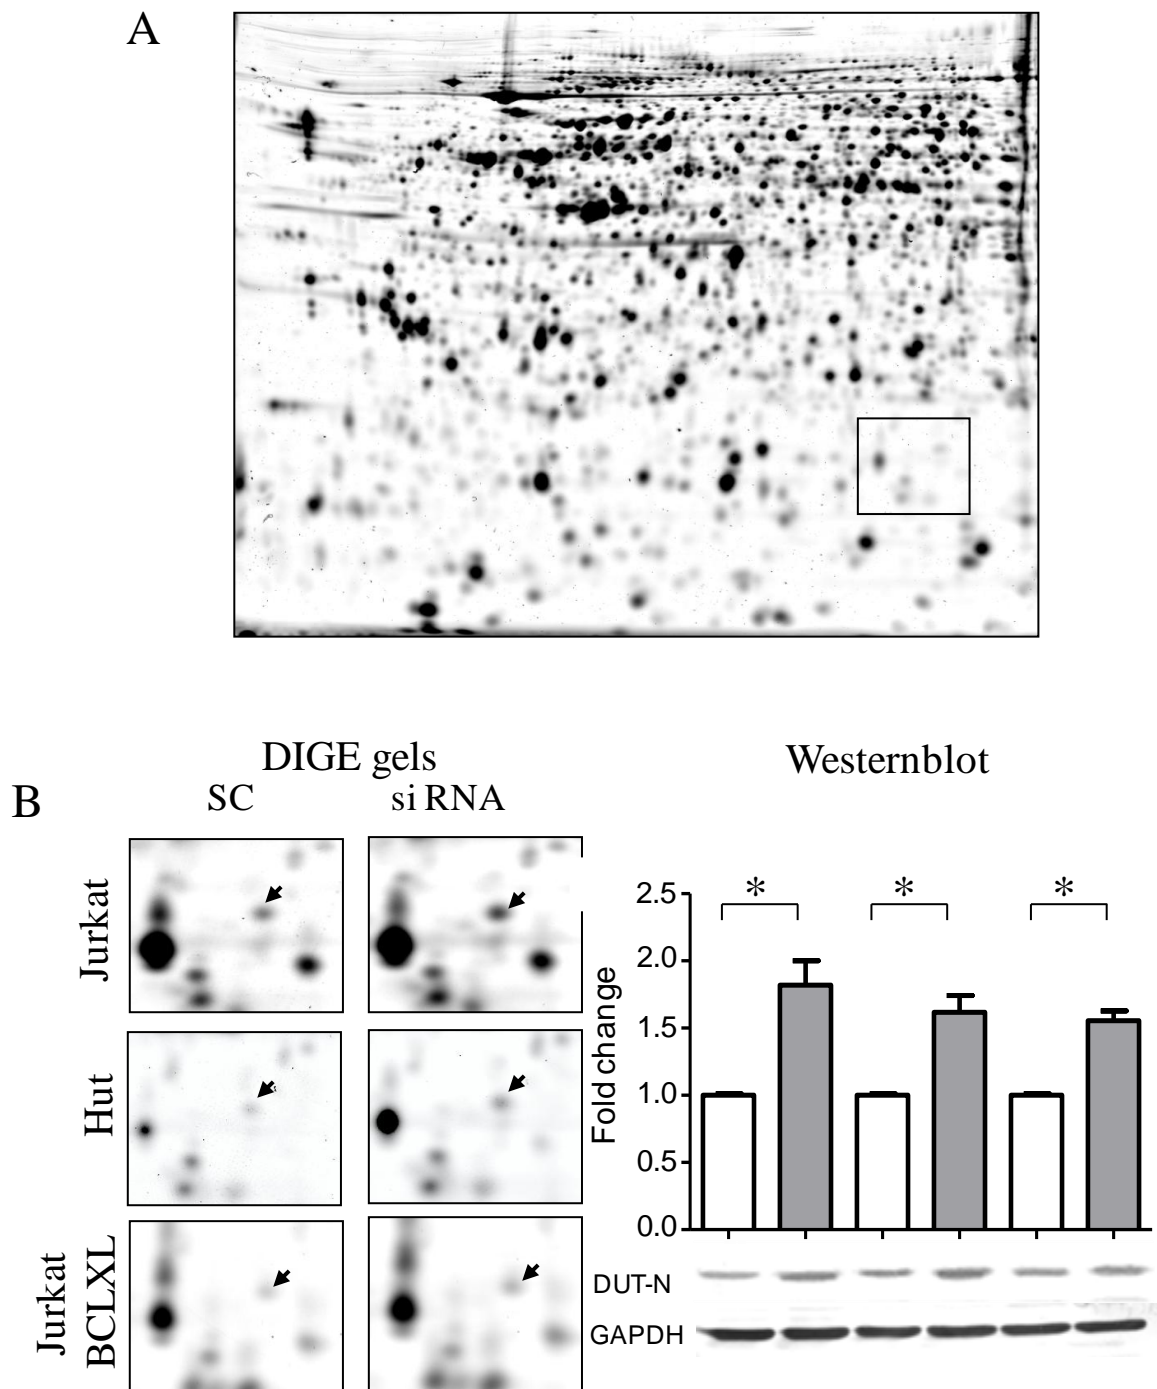 A
DIGE gels
Westernblot
B
SC
si RNA
Jurkat
Hut
Jurkat
BCLXL
Fold change
2.5
2.0
1.5
1.0
0.5
0.0
*
*
*
DUT-N
GAPDH